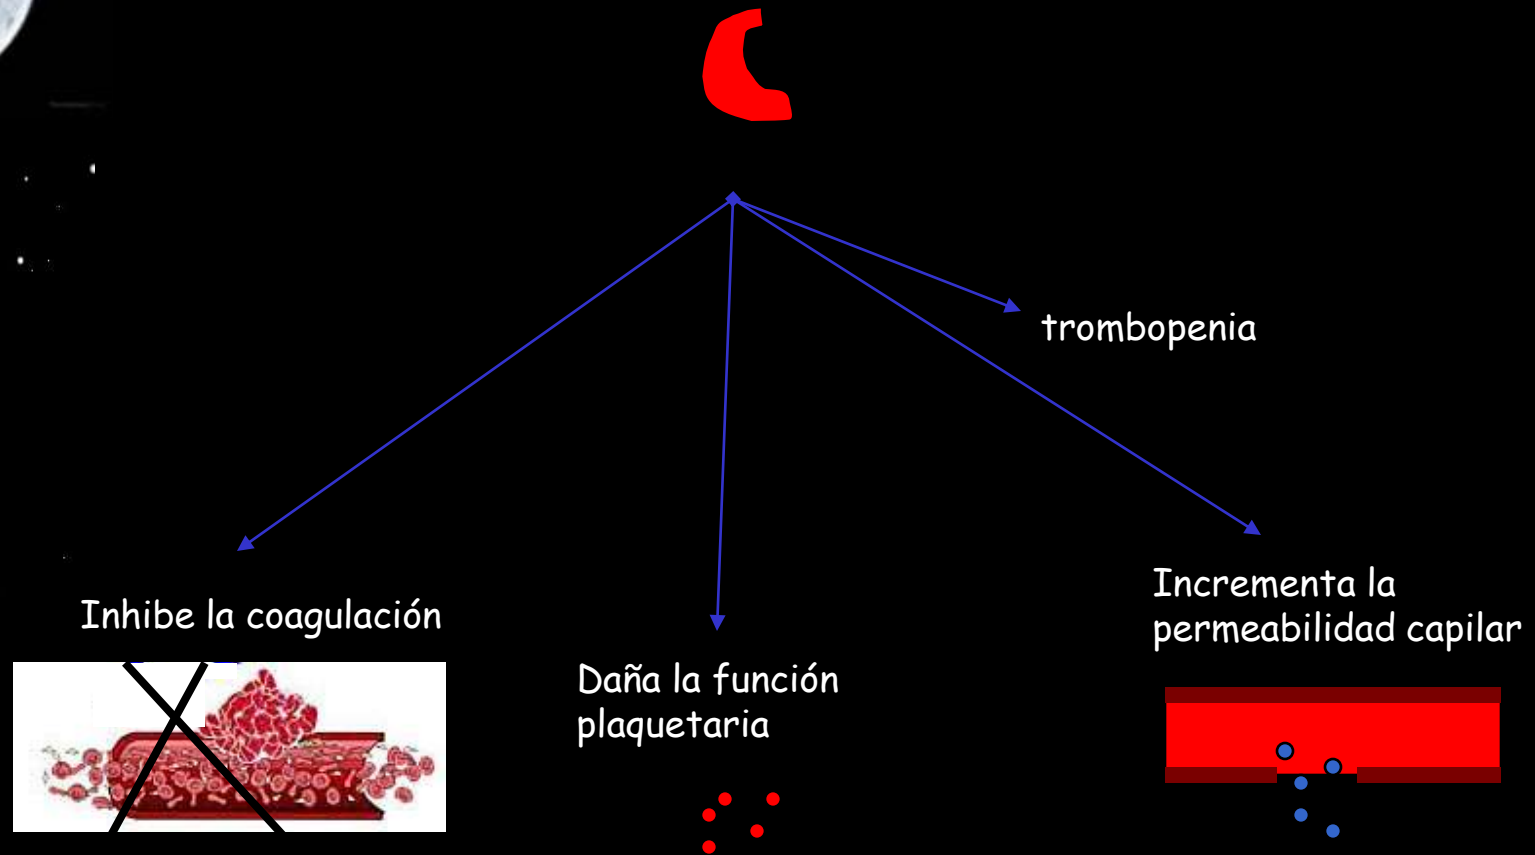 trombopenia
Inhibe la coagulación
Daña la función
plaquetaria
Incrementa la
permeabilidad capilar